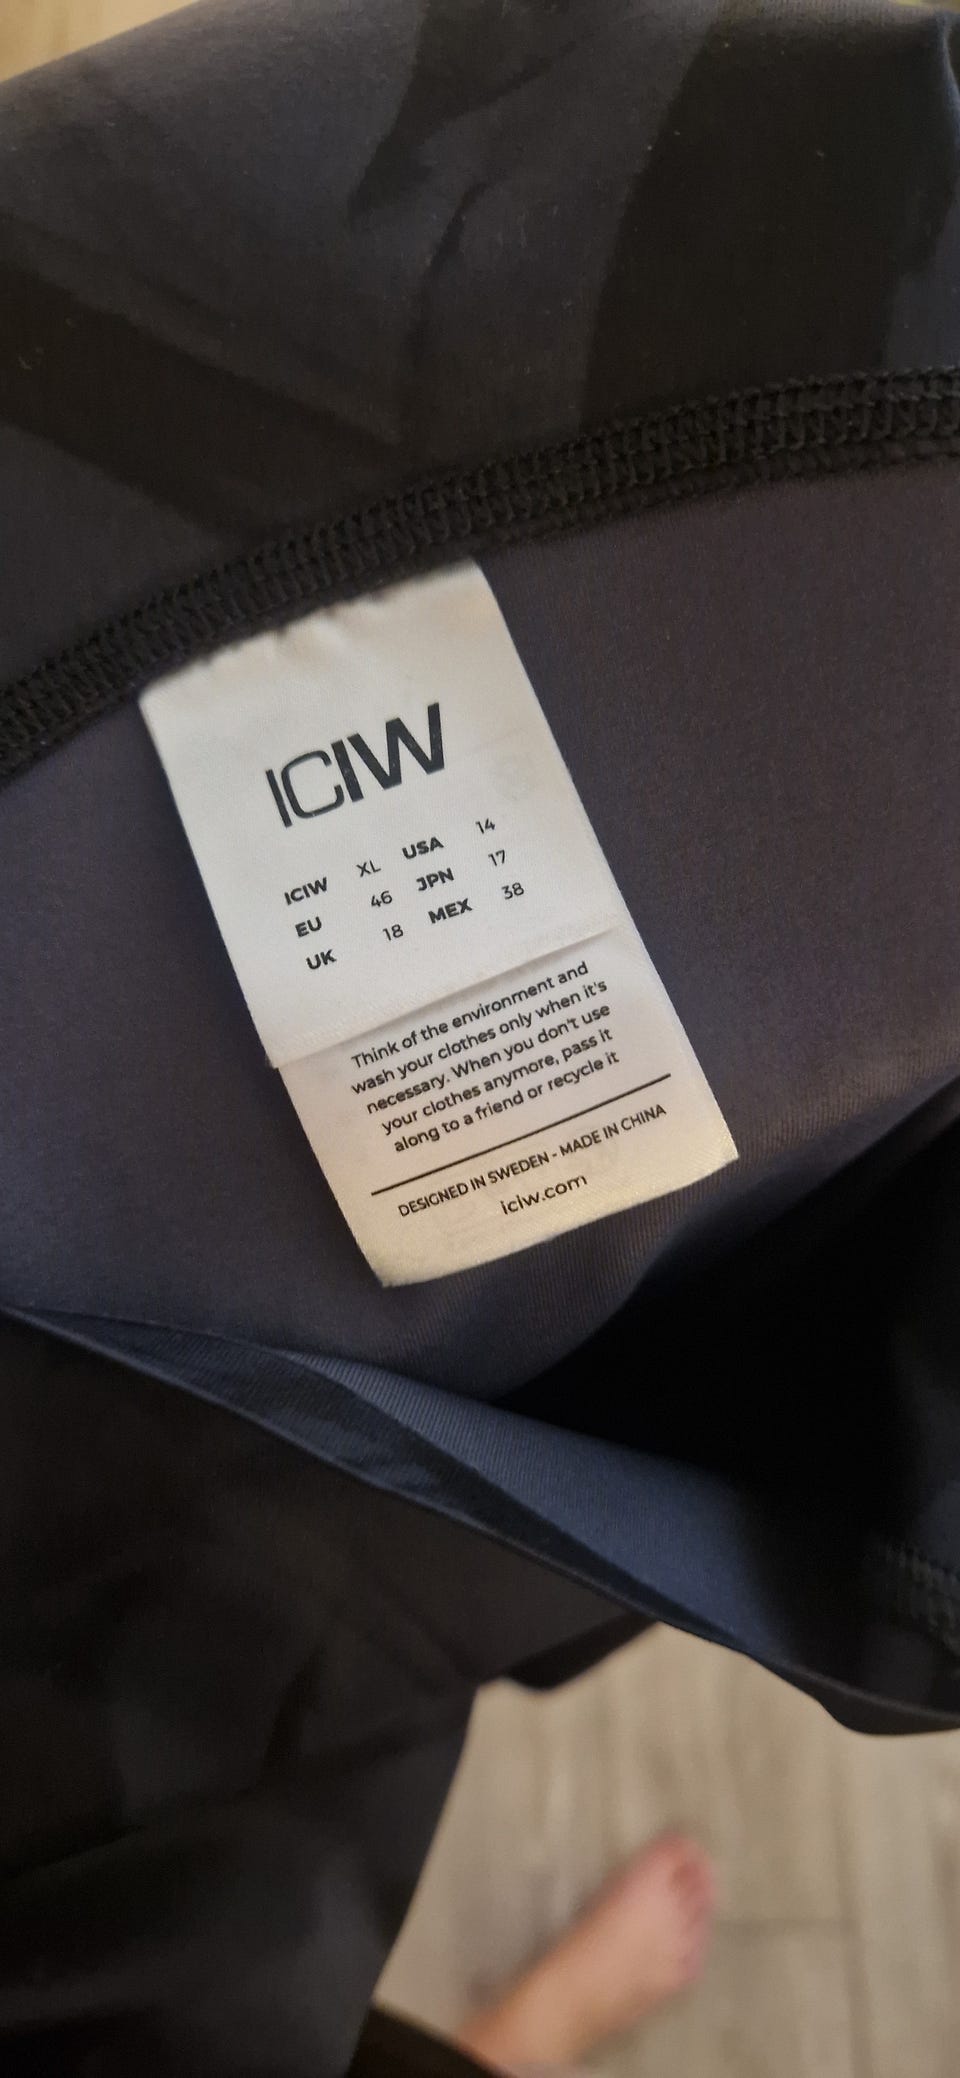 ICIW
ICIW XL USA 14
EU 46 JPN 17
UK 18 MEX 38
Think of the environment and
wash your clothes only when it's
necessary. When you don't use
your clothes anymore, pass it
along to a friend or recycle it
DESIGNED IN SWEDEN - MADE IN CHINA
iciw.com